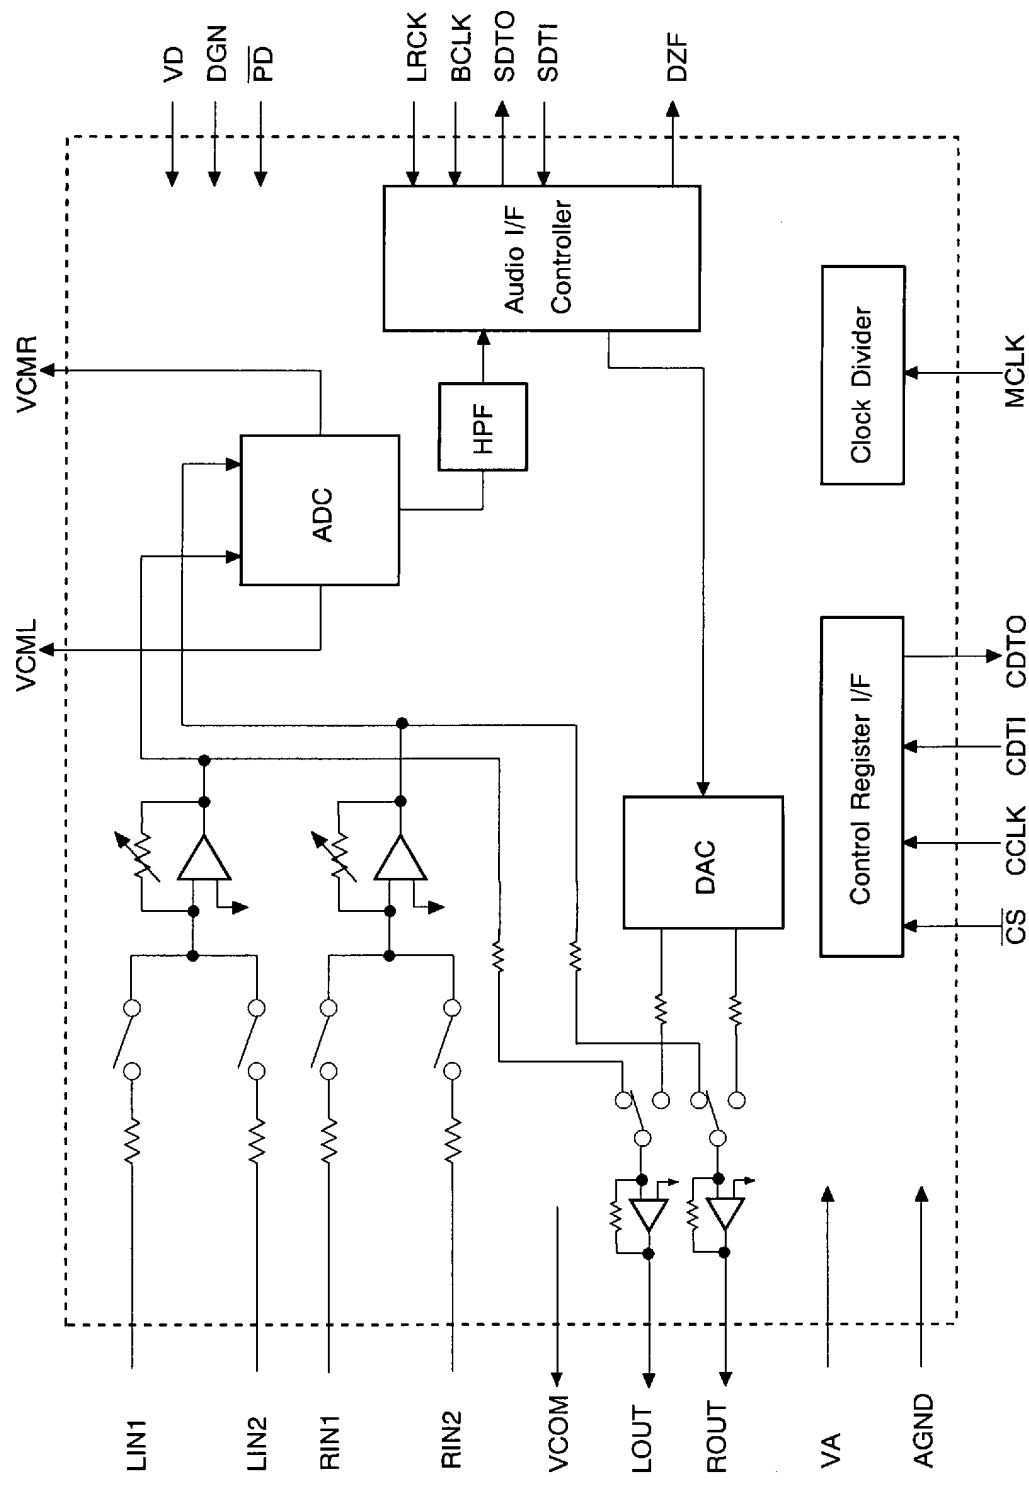 LIN1
LIN2
RIN1
RIN2
VCOM
LOUT
ROUT
VA
AGND
VCML
VCMR
ADC
HPF
DAC
Audio I/F
Controller
Control Register I/F
Clock Divider
VD
DGN
PD
LRCK
BCLK
SDTO
SDTI
DZF
CS
CCLK
CDTI
CDTO
MCLK